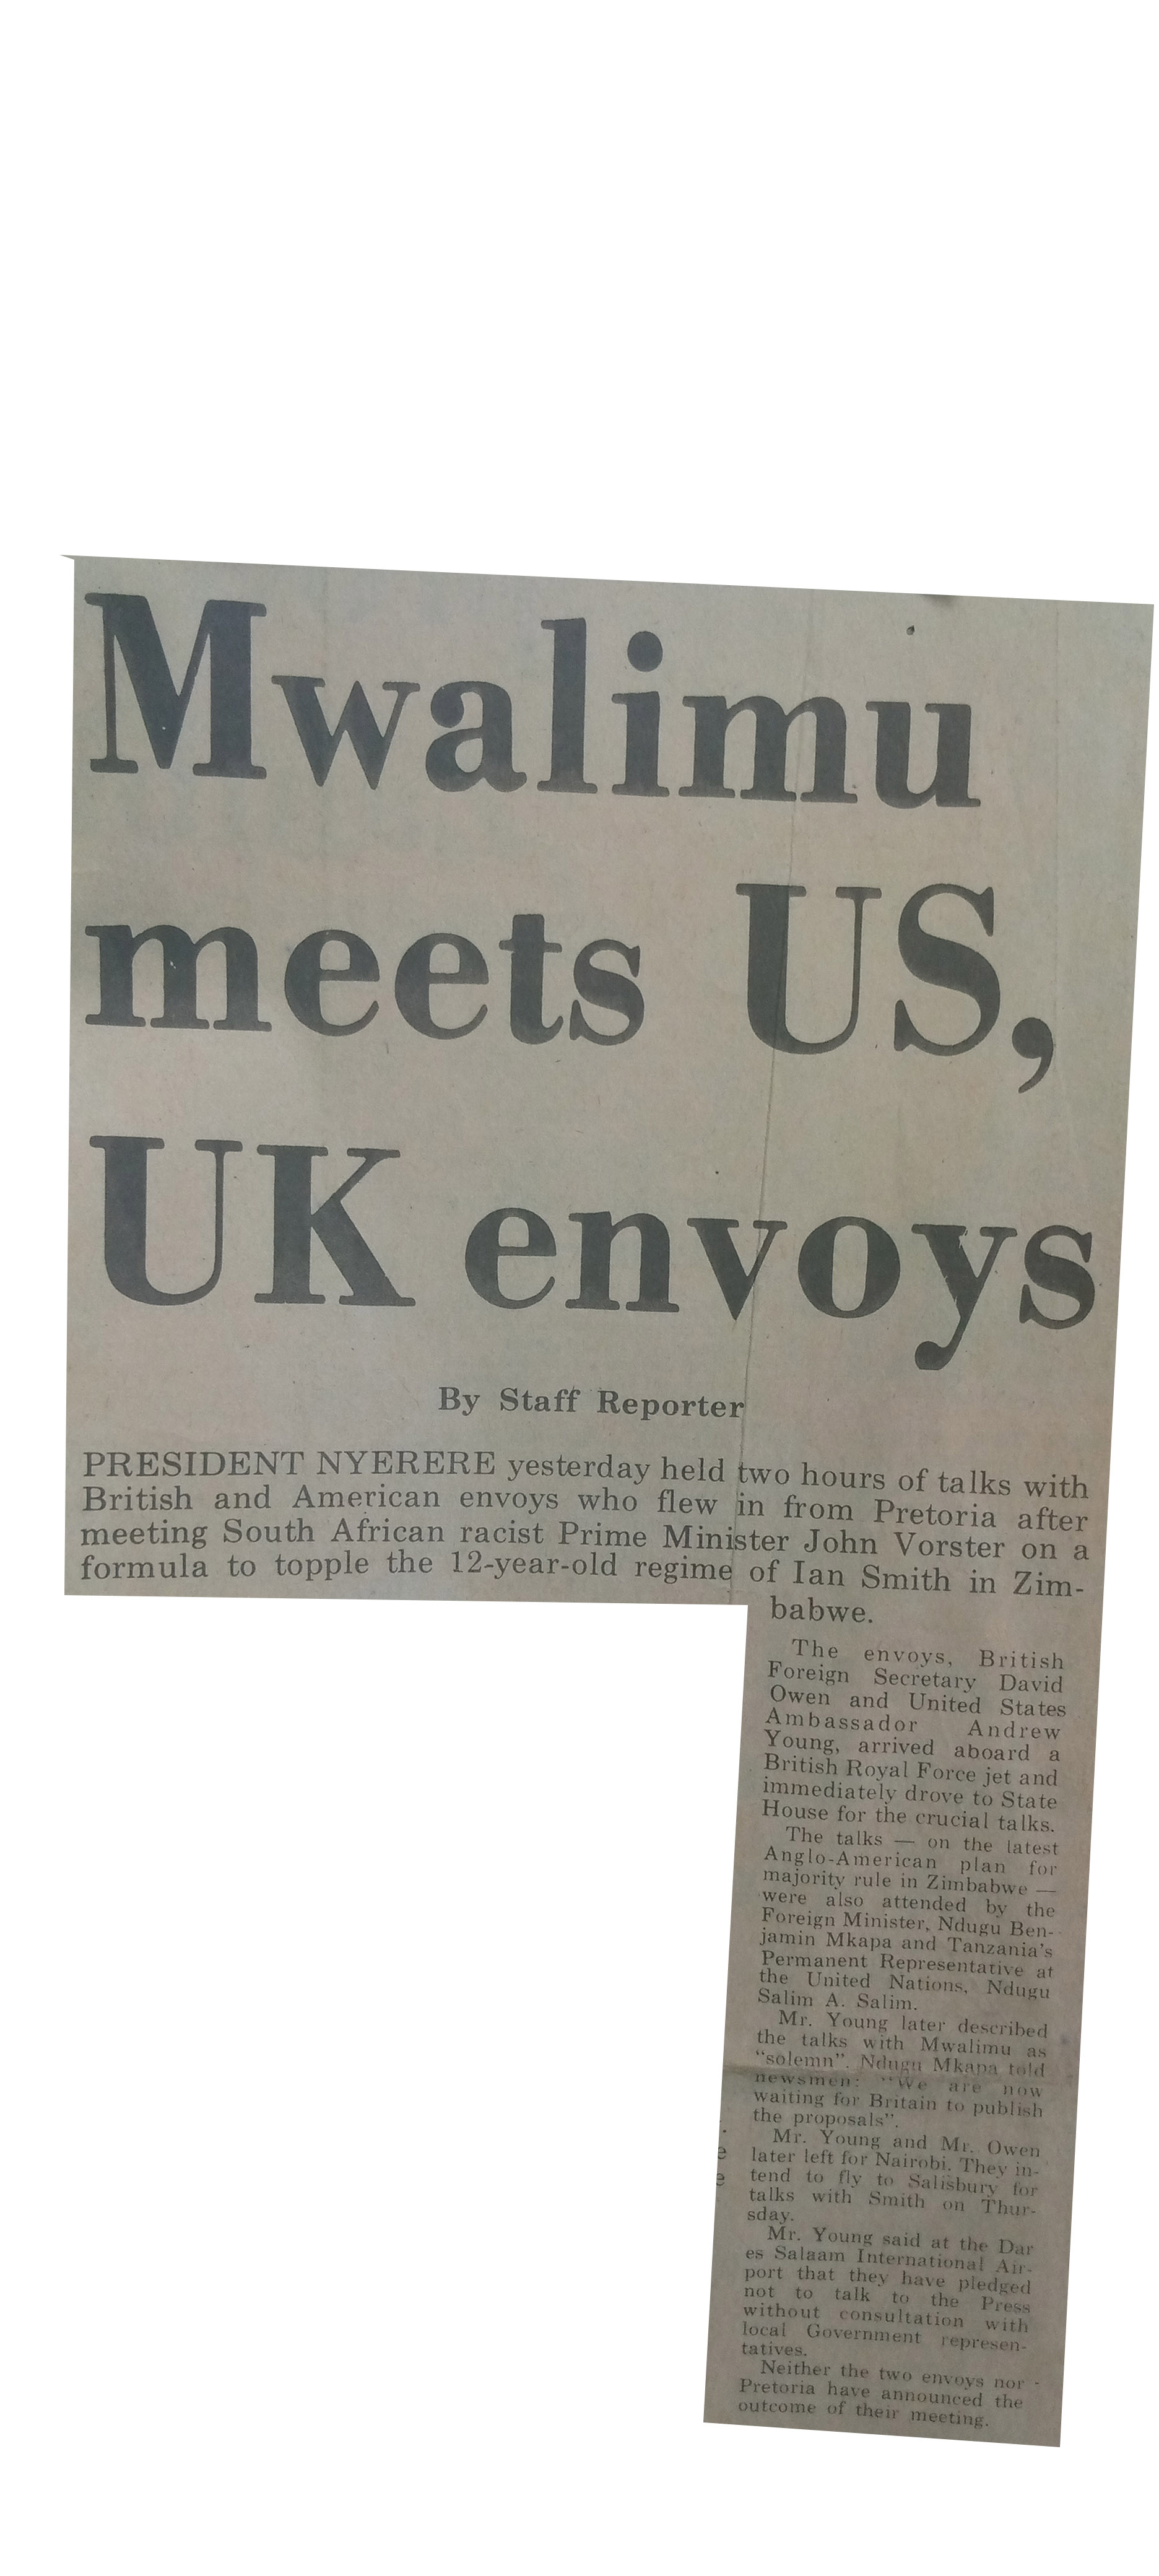 Mwalimu
meets US,
UK envoys
By Staff Reporter
PRESIDENT NYERERE yesterday held two hours of talks with
British and American envoys who flew in from Pretoria after
meeting South African racist Prime Minister John Vorster on a
formula to topple the 12-year-old regime of Ian Smith in Zim-
babwe.
The envoys, British
Foreign Secretary David
Owen and United States
Ambassador Andrew
Young, arrived aboard a
British Royal Force jet and
immediately drove to State
House for the crucial talks.
The talks — on the latest
Anglo-American plan for
majority rule in Zimbabwe —
were also attended by the
Foreign Minister, Ndugu Ben-
jamin Mkapa and Tanzania's
Permanent Representative at
the United Nations, Ndugu
Salim A. Salim.
Mr. Young later described
the talks with Mwalimu as
"solemn". Ndugu Mkapa told
newsmen: "We are now
waiting for Britain to publish
the proposals".
Mr. Young and Mr. Owen
later left for Nairobi. They in-
tend to fly to Salisbury for
talks with Smith on Thur-
sday.
Mr. Young said at the Dar
es Salaam International Air-
port that they have pledged
not to talk to the Press
without consultation with
local Government represen-
tatives.
Neither the two envoys nor
Pretoria have announced the
outcome of their meeting.